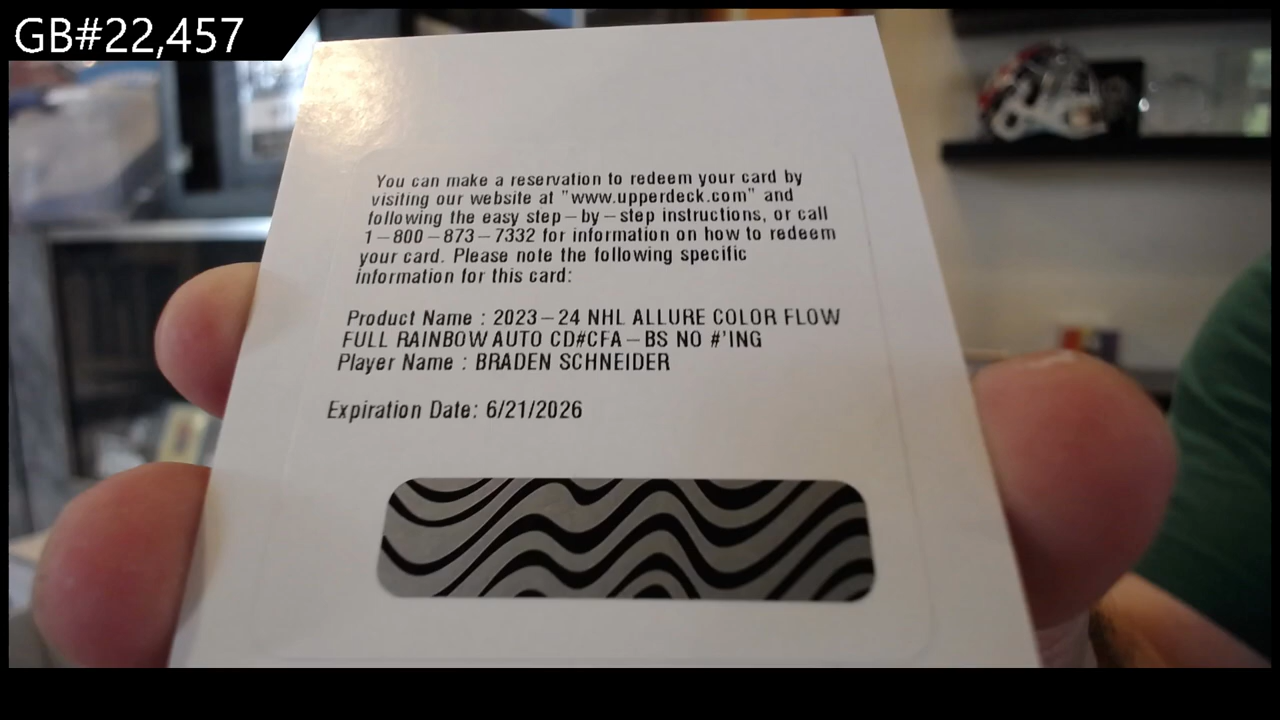 GB#22,457
You can make a reservation to redeem your card by
visiting our website at "www.upperdeck.com" and
following the easy step-by-step instructions, or call
1-800-873-7332 for information on how to redeem
your card. Please note the following specific
information for this card:
Product Name : 2023-24 NHL ALLURE COLOR FLOW
FULL RAINBOW AUTO CD#CFA-BS NO #'ING
Player Name : BRADEN SCHNEIDER
Expiration Date: 6/21/2026